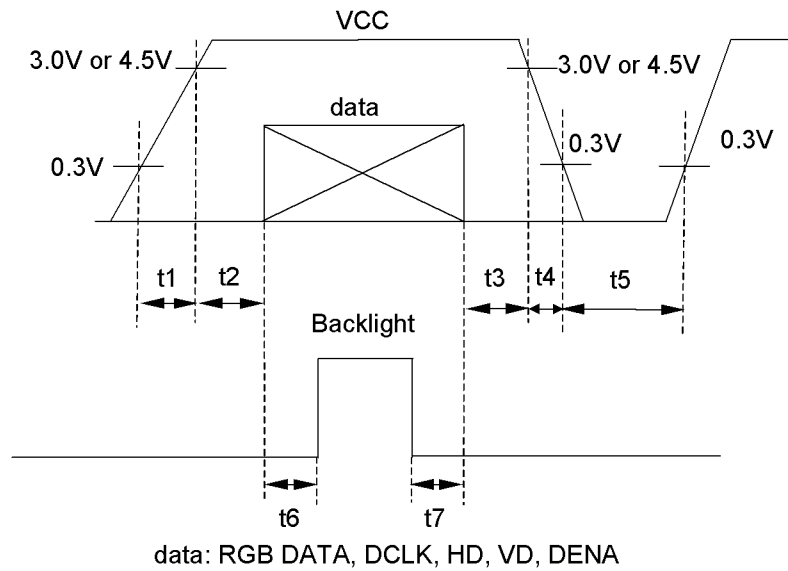 VCC
3.0V or 4.5V
3.0V or 4.5V
data
0.3V
0.3V
0.3V
t1
t2
t3
t4
t5
Backlight
t6
t7
data: RGB DATA, DCLK, HD, VD, DENA